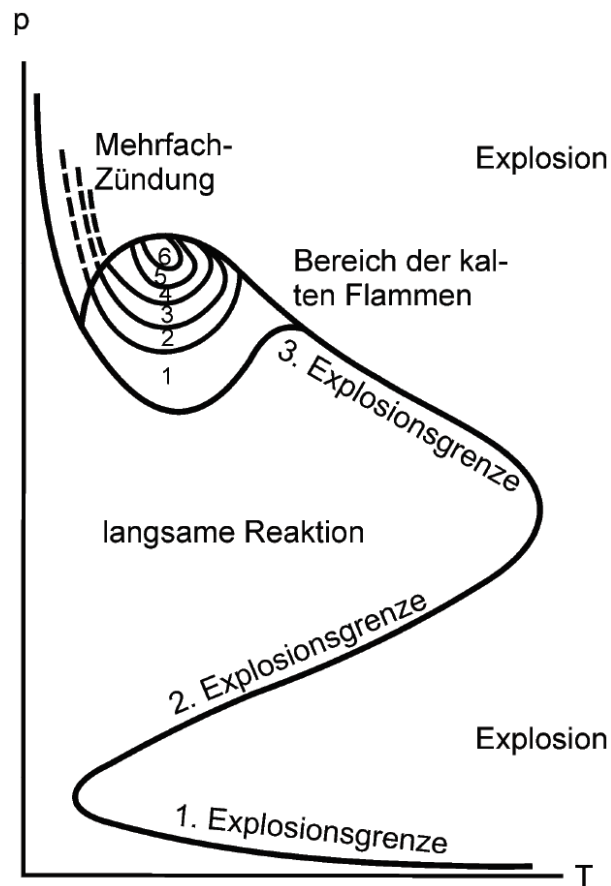 p
Mehrfach-
Zündung
Explosion
6
5
4
3
2
1
Bereich der kal-
ten Flammen
3. Explosionsgrenze
langsame Reaktion
2. Explosionsgrenze
Explosion
1. Explosionsgrenze
T